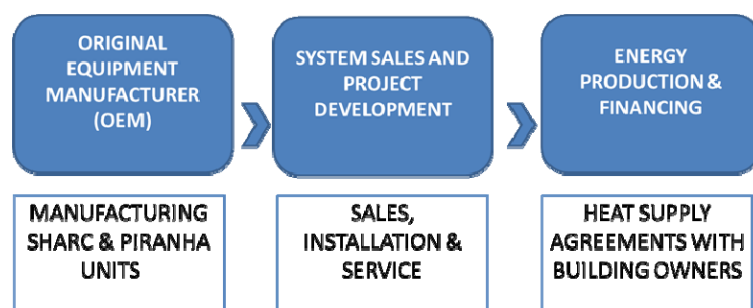 ORIGINAL
EQUIPMENT
MANUFACTURER
(OEM)
SYSTEM SALES AND
PROJECT
DEVELOPMENT
ENERGY
PRODUCTION &
FINANCING
MANUFACTURING
SHARC & PIRANHA
UNITS
SALES,
INSTALLATION &
SERVICE
HEAT SUPPLY
AGREEMENTS WITH
BUILDING OWNERS